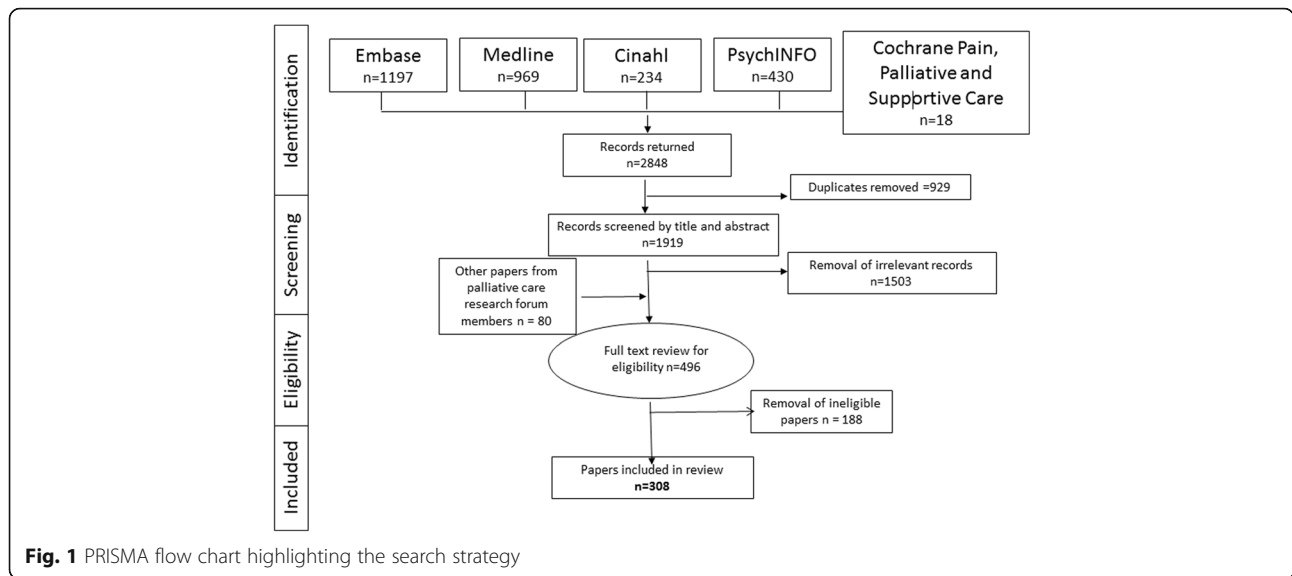 Identification
Screening
Eligibility
Included
Embase
n=1197
Medline
n=969
Cinahl
n=234
PsychINFO
n=430
Cochrane Pain,
Palliative and
Supportive Care
n=18
Records returned
n=2848
Duplicates removed =929
Records screened by title and abstract
n=1919
Other papers from
palliative care
research forum
members n = 80
Removal of irrelevant records
n=1503
Full text review for
eligibility n=496
Removal of ineligible
papers n = 188
Papers included in review
n=308
Fig. 1 PRISMA flow chart highlighting the search strategy